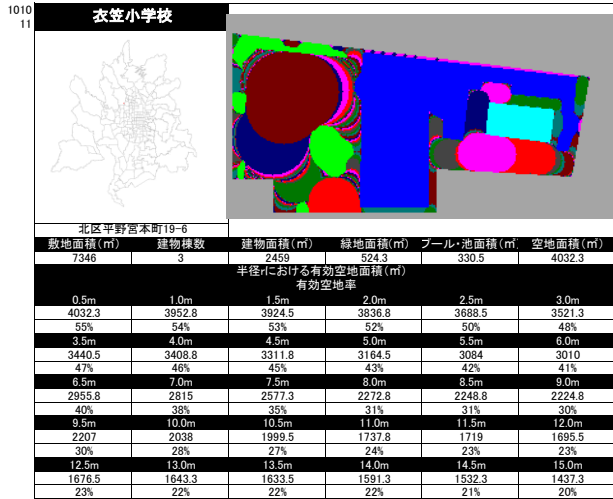 1010
11
衣笠小学校
北区平野宮本町19-6
敷地面積(㎡) 建物棟数 建物面積(㎡) 緑地面積(㎡) プール・池面積(㎡) 空地面積(㎡)
7346 3 2459 524.3 330.5 4032.3
半径rにおける有効空地面積(㎡)
有効空地率
0.5m 1.0m 1.5m 2.0m 2.5m 3.0m
4032.3 3952.8 3924.5 3836.8 3688.5 3521.3
55% 54% 53% 52% 50% 48%
3.5m 4.0m 4.5m 5.0m 5.5m 6.0m
3440.5 3408.8 3311.8 3164.5 3084 3010
47% 46% 45% 43% 42% 41%
6.5m 7.0m 7.5m 8.0m 8.5m 9.0m
2955.8 2815 2577.3 2272.8 2248.8 2224.8
40% 38% 35% 31% 31% 30%
9.5m 10.0m 10.5m 11.0m 11.5m 12.0m
2207 2038 1999.5 1737.8 1719 1695.5
30% 28% 27% 24% 23% 23%
12.5m 13.0m 13.5m 14.0m 14.5m 15.0m
1676.5 1643.3 1633.5 1591.3 1532.3 1437.3
23% 22% 22% 22% 21% 20%